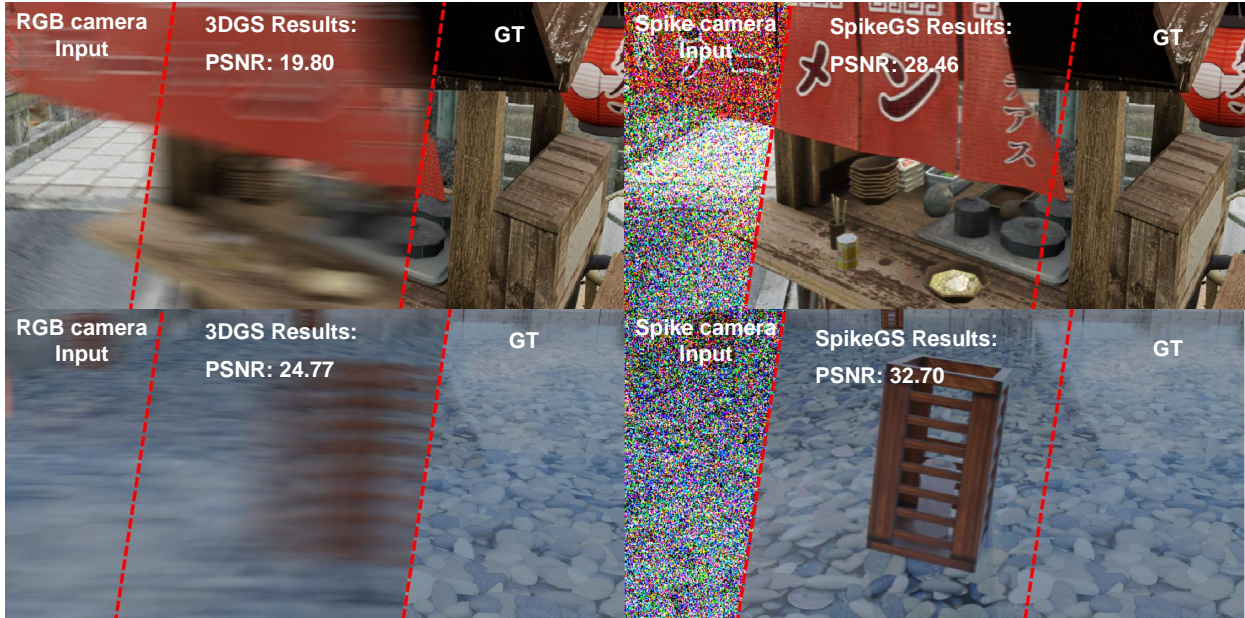 RGB camera
Input
3DGS Results:
PSNR: 19.80
GT
Spike camera
Input
SpikeGS Results:
PSNR: 28.46
GT
メン
アス
RGB camera
Input
3DGS Results:
PSNR: 24.77
GT
Spike camera
Input
SpikeGS Results:
PSNR: 32.70
GT